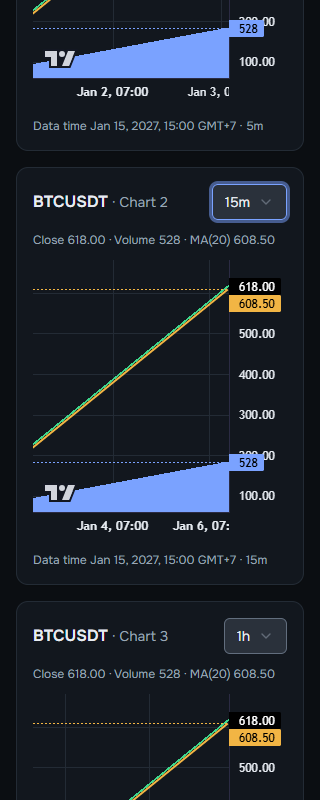 528
100.00
Jan 2, 07:00
Data time Jan 15, 2027, 15:00 GMT+7 · 5m
BTCUSDT · Chart 2
15m
Close 618.00 · Volume 528 · MA(20) 608.50
618.00
608.50
500.00
400.00
300.00
528
100.00
Jan 4, 07:00
Data time Jan 15, 2027, 15:00 GMT+7 · 15m
BTCUSDT · Chart 3
1h
Close 618.00 · Volume 528 · MA(20) 608.50
618.00
608.50
500.00